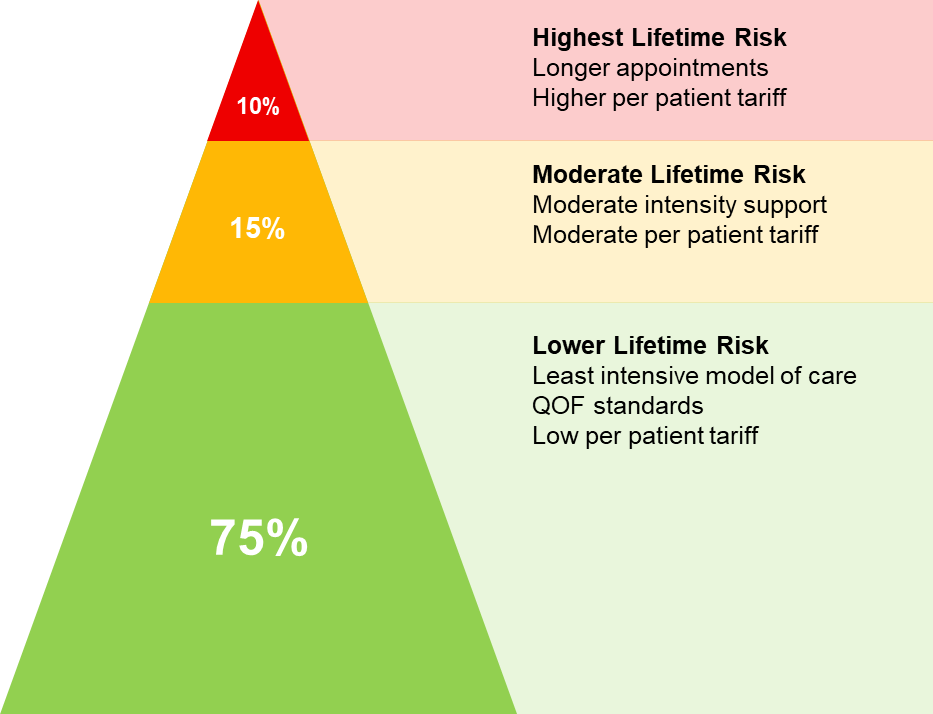 10%
Highest Lifetime Risk
Longer appointments
Higher per patient tariff
15%
Moderate Lifetime Risk
Moderate intensity support
Moderate per patient tariff
75%
Lower Lifetime Risk
Least intensive model of care
QOF standards
Low per patient tariff